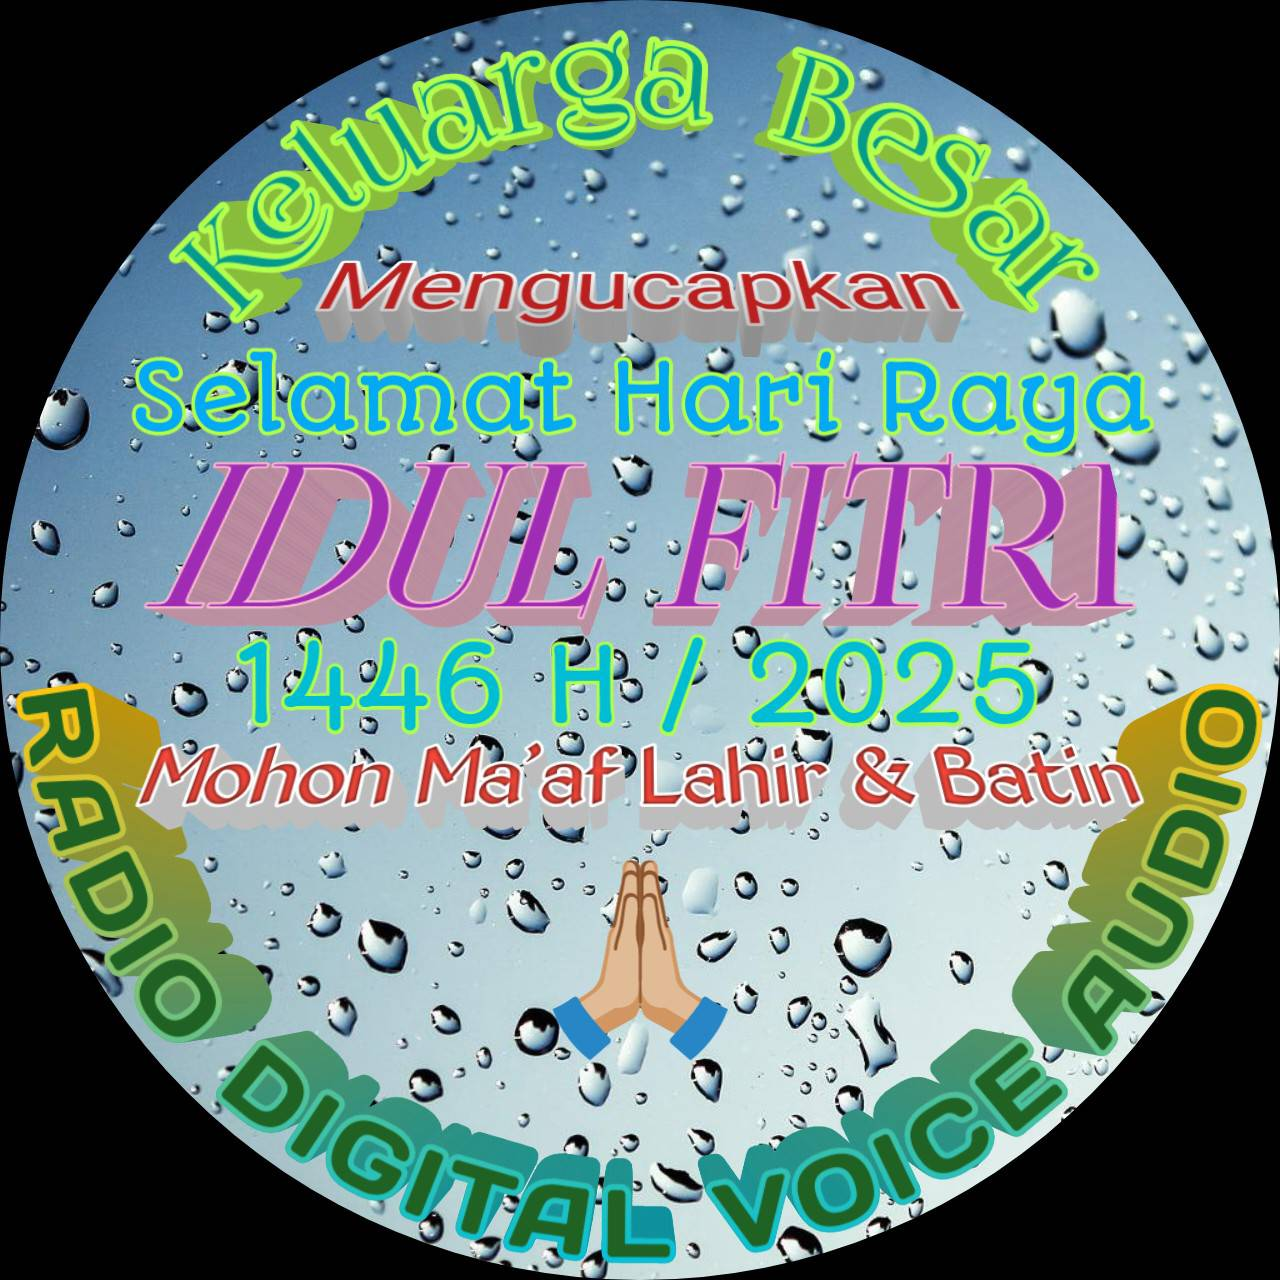 Keluarga Besar
Mengucapkan
Selamat Hari Raya
IDUL FITRI
1446 H / 2025
Mohon Ma'af Lahir & Batin
RADIO DIGITAL VOICE AUDIO